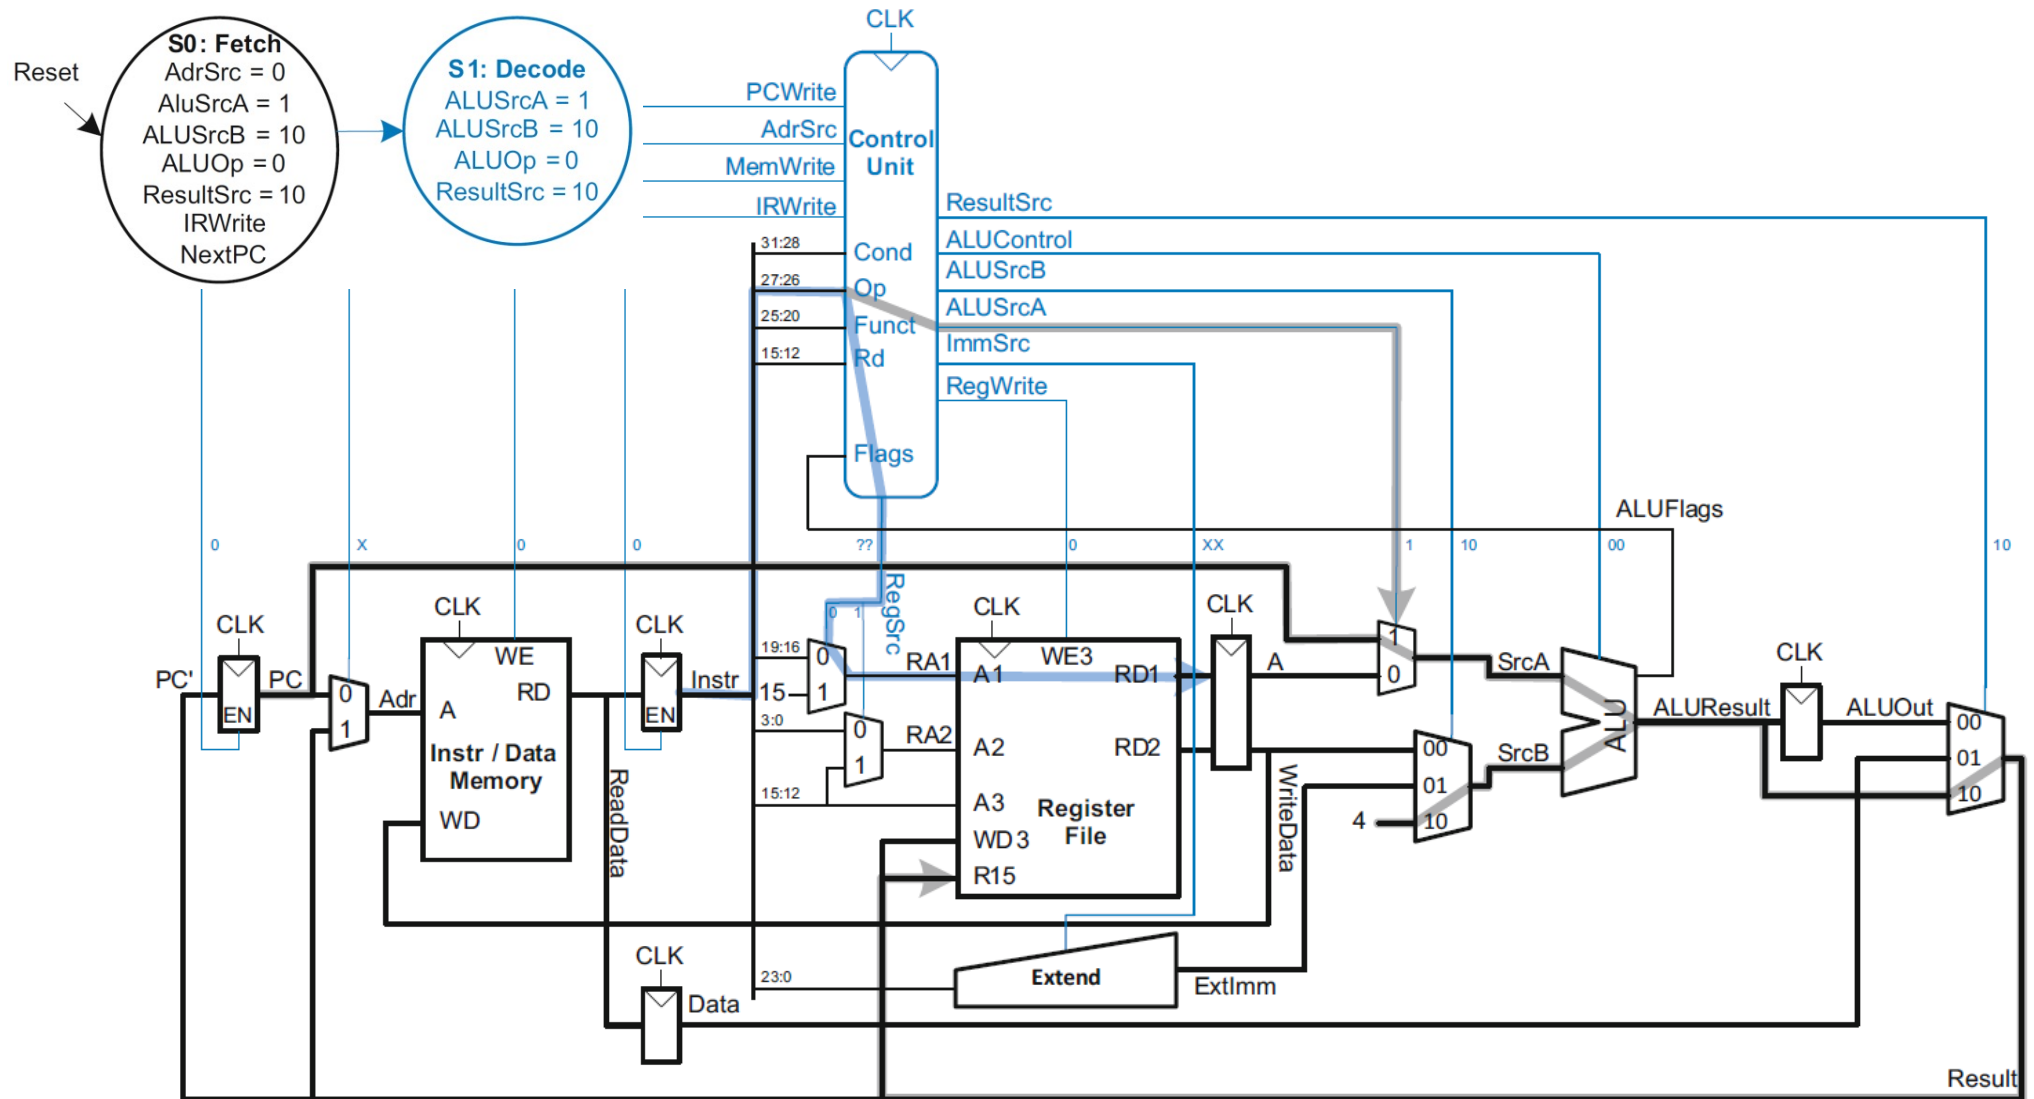 Reset
S0: Fetch
AdrSrc = 0
AluSrcA = 1
ALUSrcB = 10
ALUOp = 0
ResultSrc = 10
IRWrite
NextPC
S1: Decode
ALUSrcA = 1
ALUSrcB = 10
ALUOp = 0
ResultSrc = 10
CLK
PCWrite
AdrSrc
MemWrite
IRWrite
Control
Unit
31:28
Cond
27:26
Op
25:20
Funct
15:12
Rd
Flags
ResultSrc
ALUControl
ALUSrcB
ALUSrcA
ImmSrc
RegWrite
ALUFlags
0
X
0
0
??
0
XX
1
10
00
10
RegSrc
0 1
PC'
CLK
EN
PC
0
1
Adr
CLK
WE
A
RD
Instr / Data
Memory
WD
ReadData
CLK
EN
Instr
CLK
Data
19:16
15
0
1
RA1
3:0
0
1
RA2
15:12
CLK
WE3
A1
RD1
A2
RD2
A3
Register
File
WD3
R15
23:0
Extend
ExtImm
CLK
A
WriteData
1
0
SrcA
00
01
4
10
SrcB
ALU
ALUResult
CLK
ALUOut
00
01
10
Result